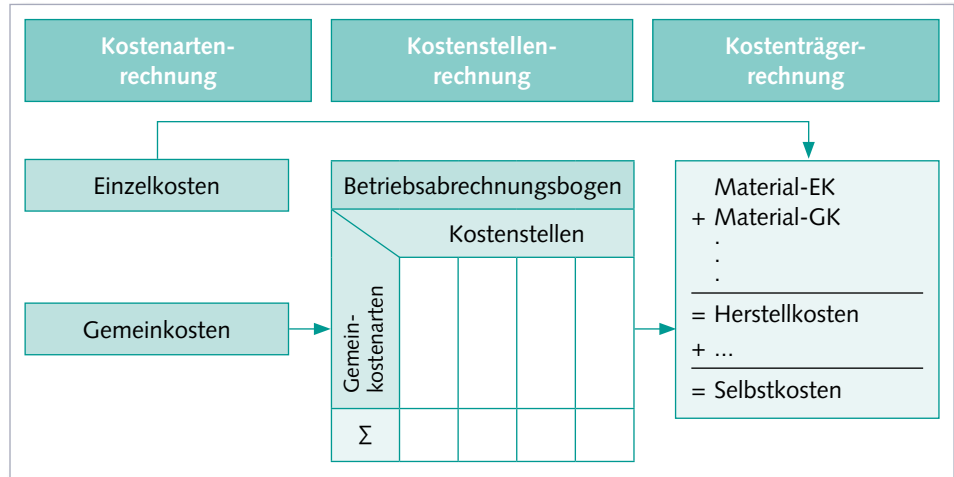 Kostenarten-
rechnung
Kostenstellen-
rechnung
Kostenträger-
rechnung
Einzelkosten
Gemeinkosten
Betriebsabrechnungsbogen
Kostenstellen
Gemein-
kostenarten
Σ
Material-EK
+ Material-GK
.
.
.
= Herstellkosten
+ ...
= Selbstkosten